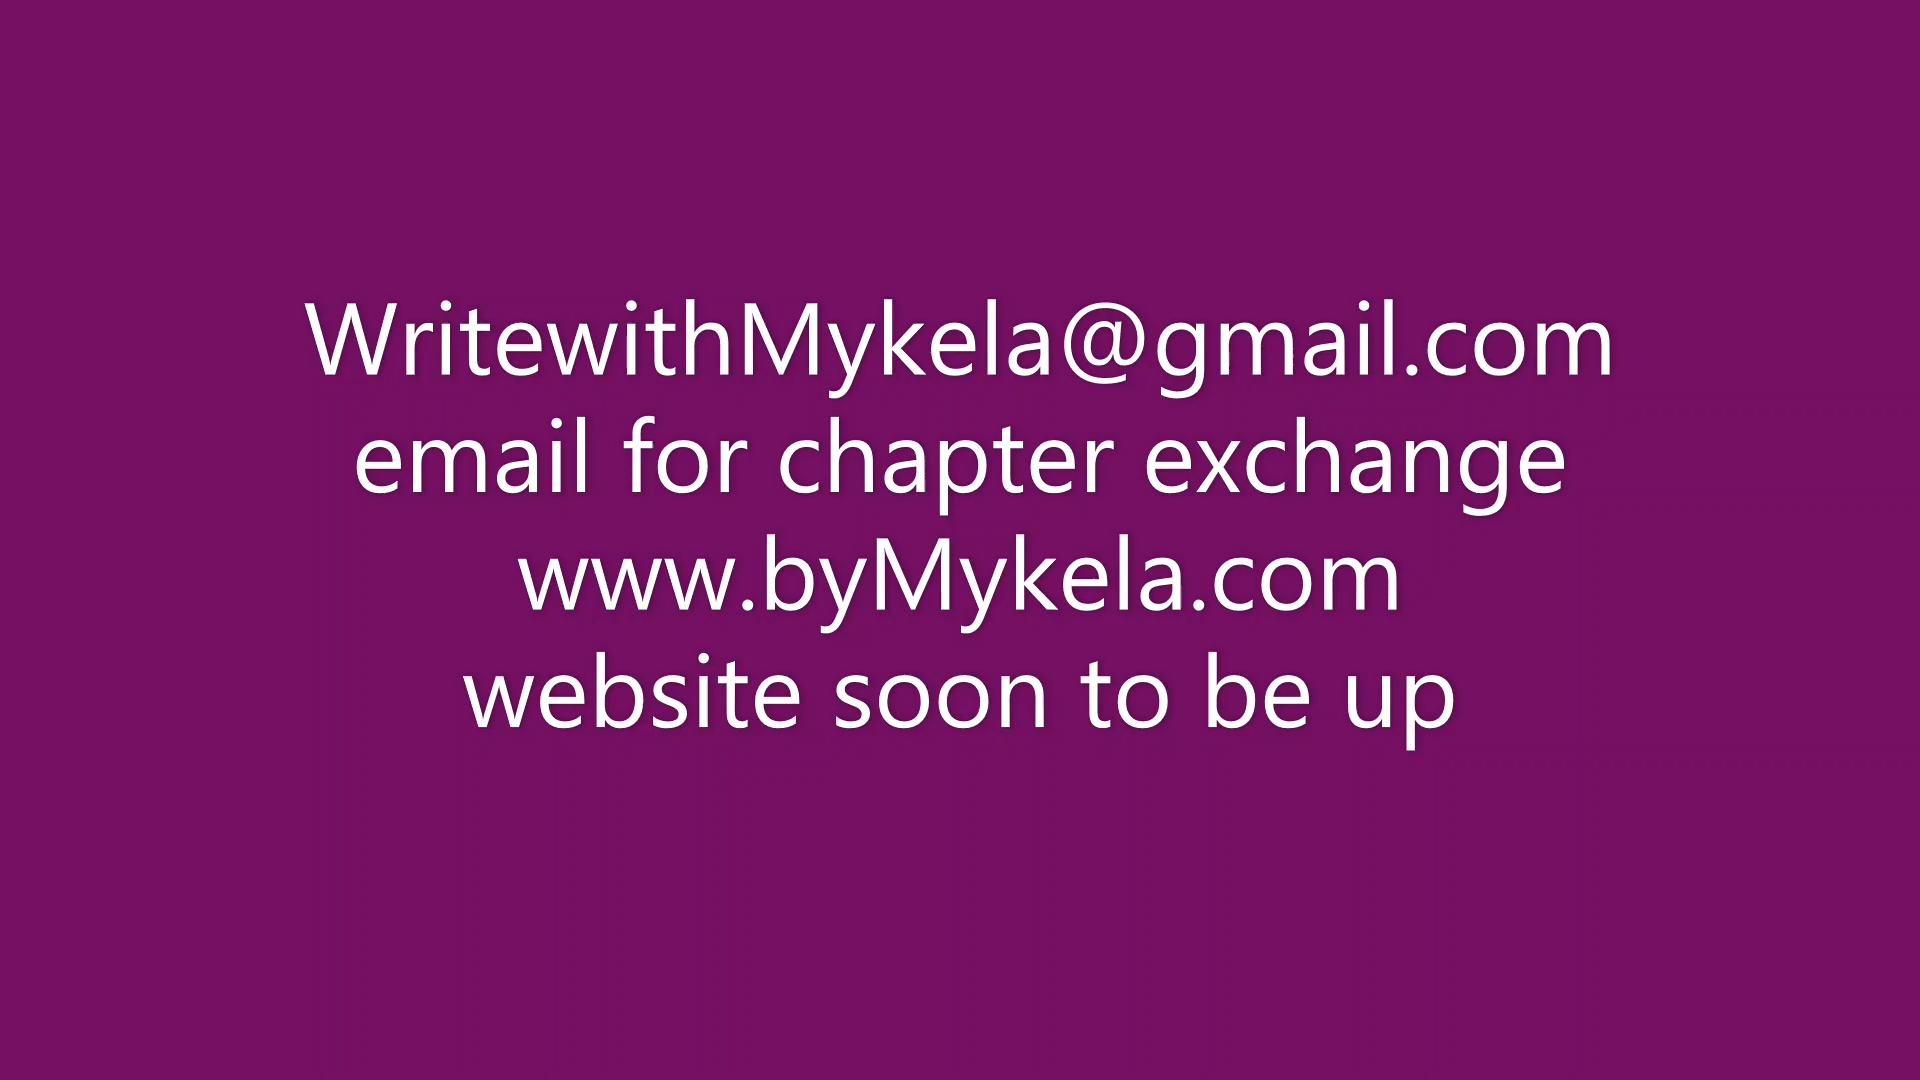 WritewithMykela@gmail.com
email for chapter exchange
www.byMykela.com
website soon to be up